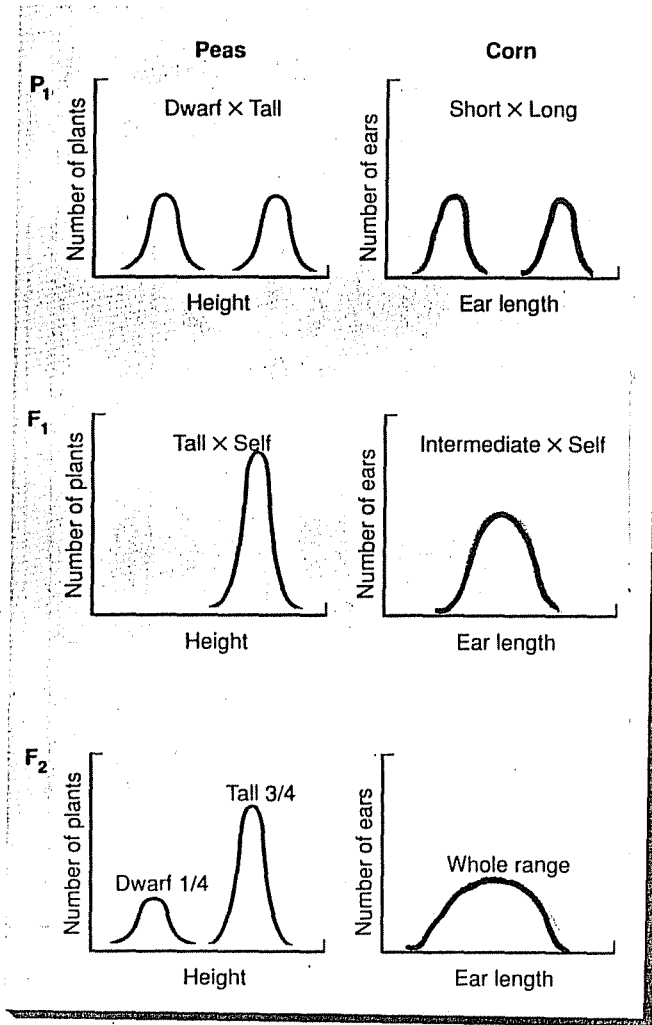 Peas
Corn
P1
Dwarf × Tall
Short × Long
Number of plants
Number of ears
Height
Ear length
F1
Tall × Self
Intermediate × Self
Number of plants
Number of ears
Height
Ear length
F2
Tall 3/4
Dwarf 1/4
Whole range
Number of plants
Number of ears
Height
Ear length